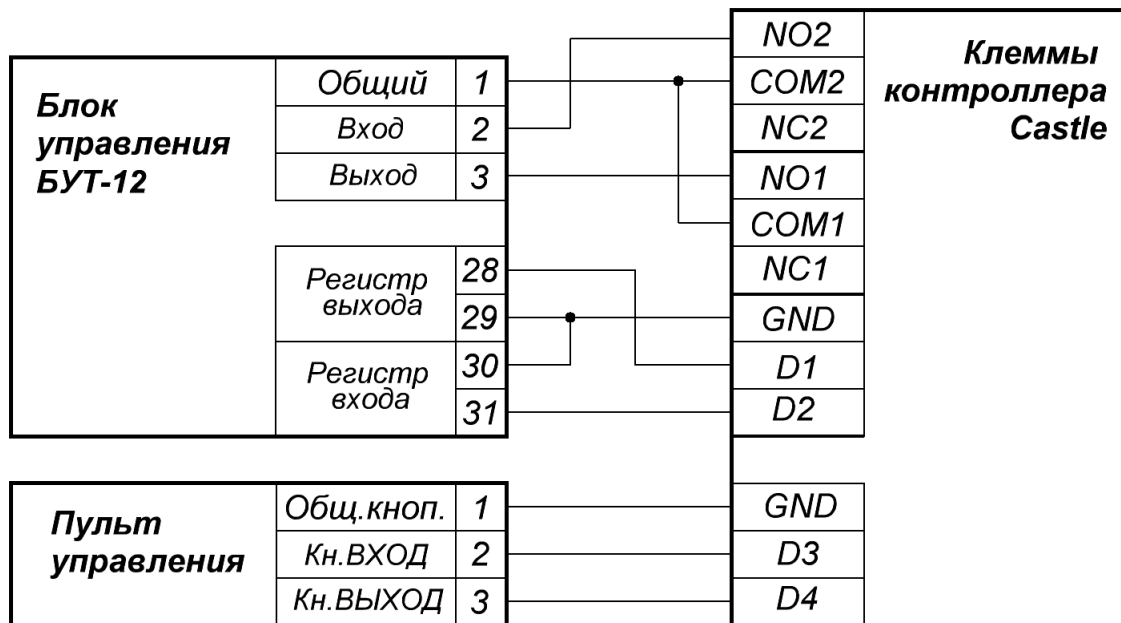 Блок
управления
БУТ-12
Общий 1
Вход 2
Выход 3
Регистр
выхода
28
29
Регистр
входа
30
31
Пульт
управления
Общ.кноп. 1
Кн.ВХОД 2
Кн.ВЫХОД 3
NO2
COM2
NC2
NO1
COM1
NC1
GND
D1
D2
GND
D3
D4
Клеммы
контроллера
Castle